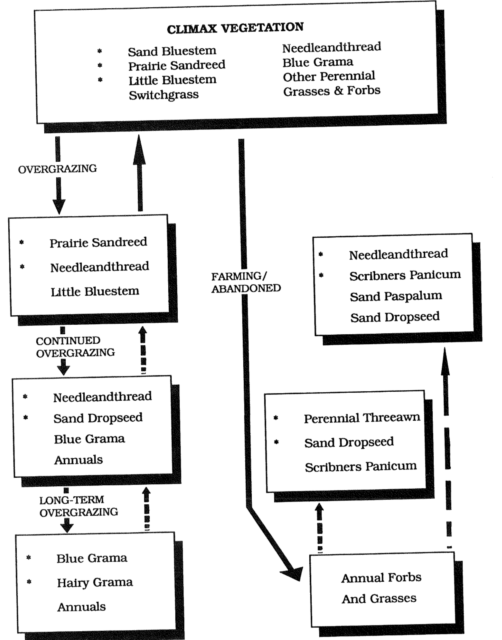 CLIMAX VEGETATION
* Sand Bluestem Needleandthread
* Prairie Sandreed Blue Grama
* Little Bluestem Other Perennial
Switchgrass Grasses & Forbs
OVERGRAZING
* Prairie Sandreed
* Needleandthread
Little Bluestem
CONTINUED
OVERGRAZING
* Needleandthread
* Sand Dropseed
Blue Grama
Annuals
LONG-TERM
OVERGRAZING
* Blue Grama
* Hairy Grama
Annuals
FARMING/
ABANDONED
* Needleandthread
* Scribners Panicum
Sand Paspalum
Sand Dropseed
* Perennial Threeawn
* Sand Dropseed
Scribners Panicum
Annual Forbs
And Grasses